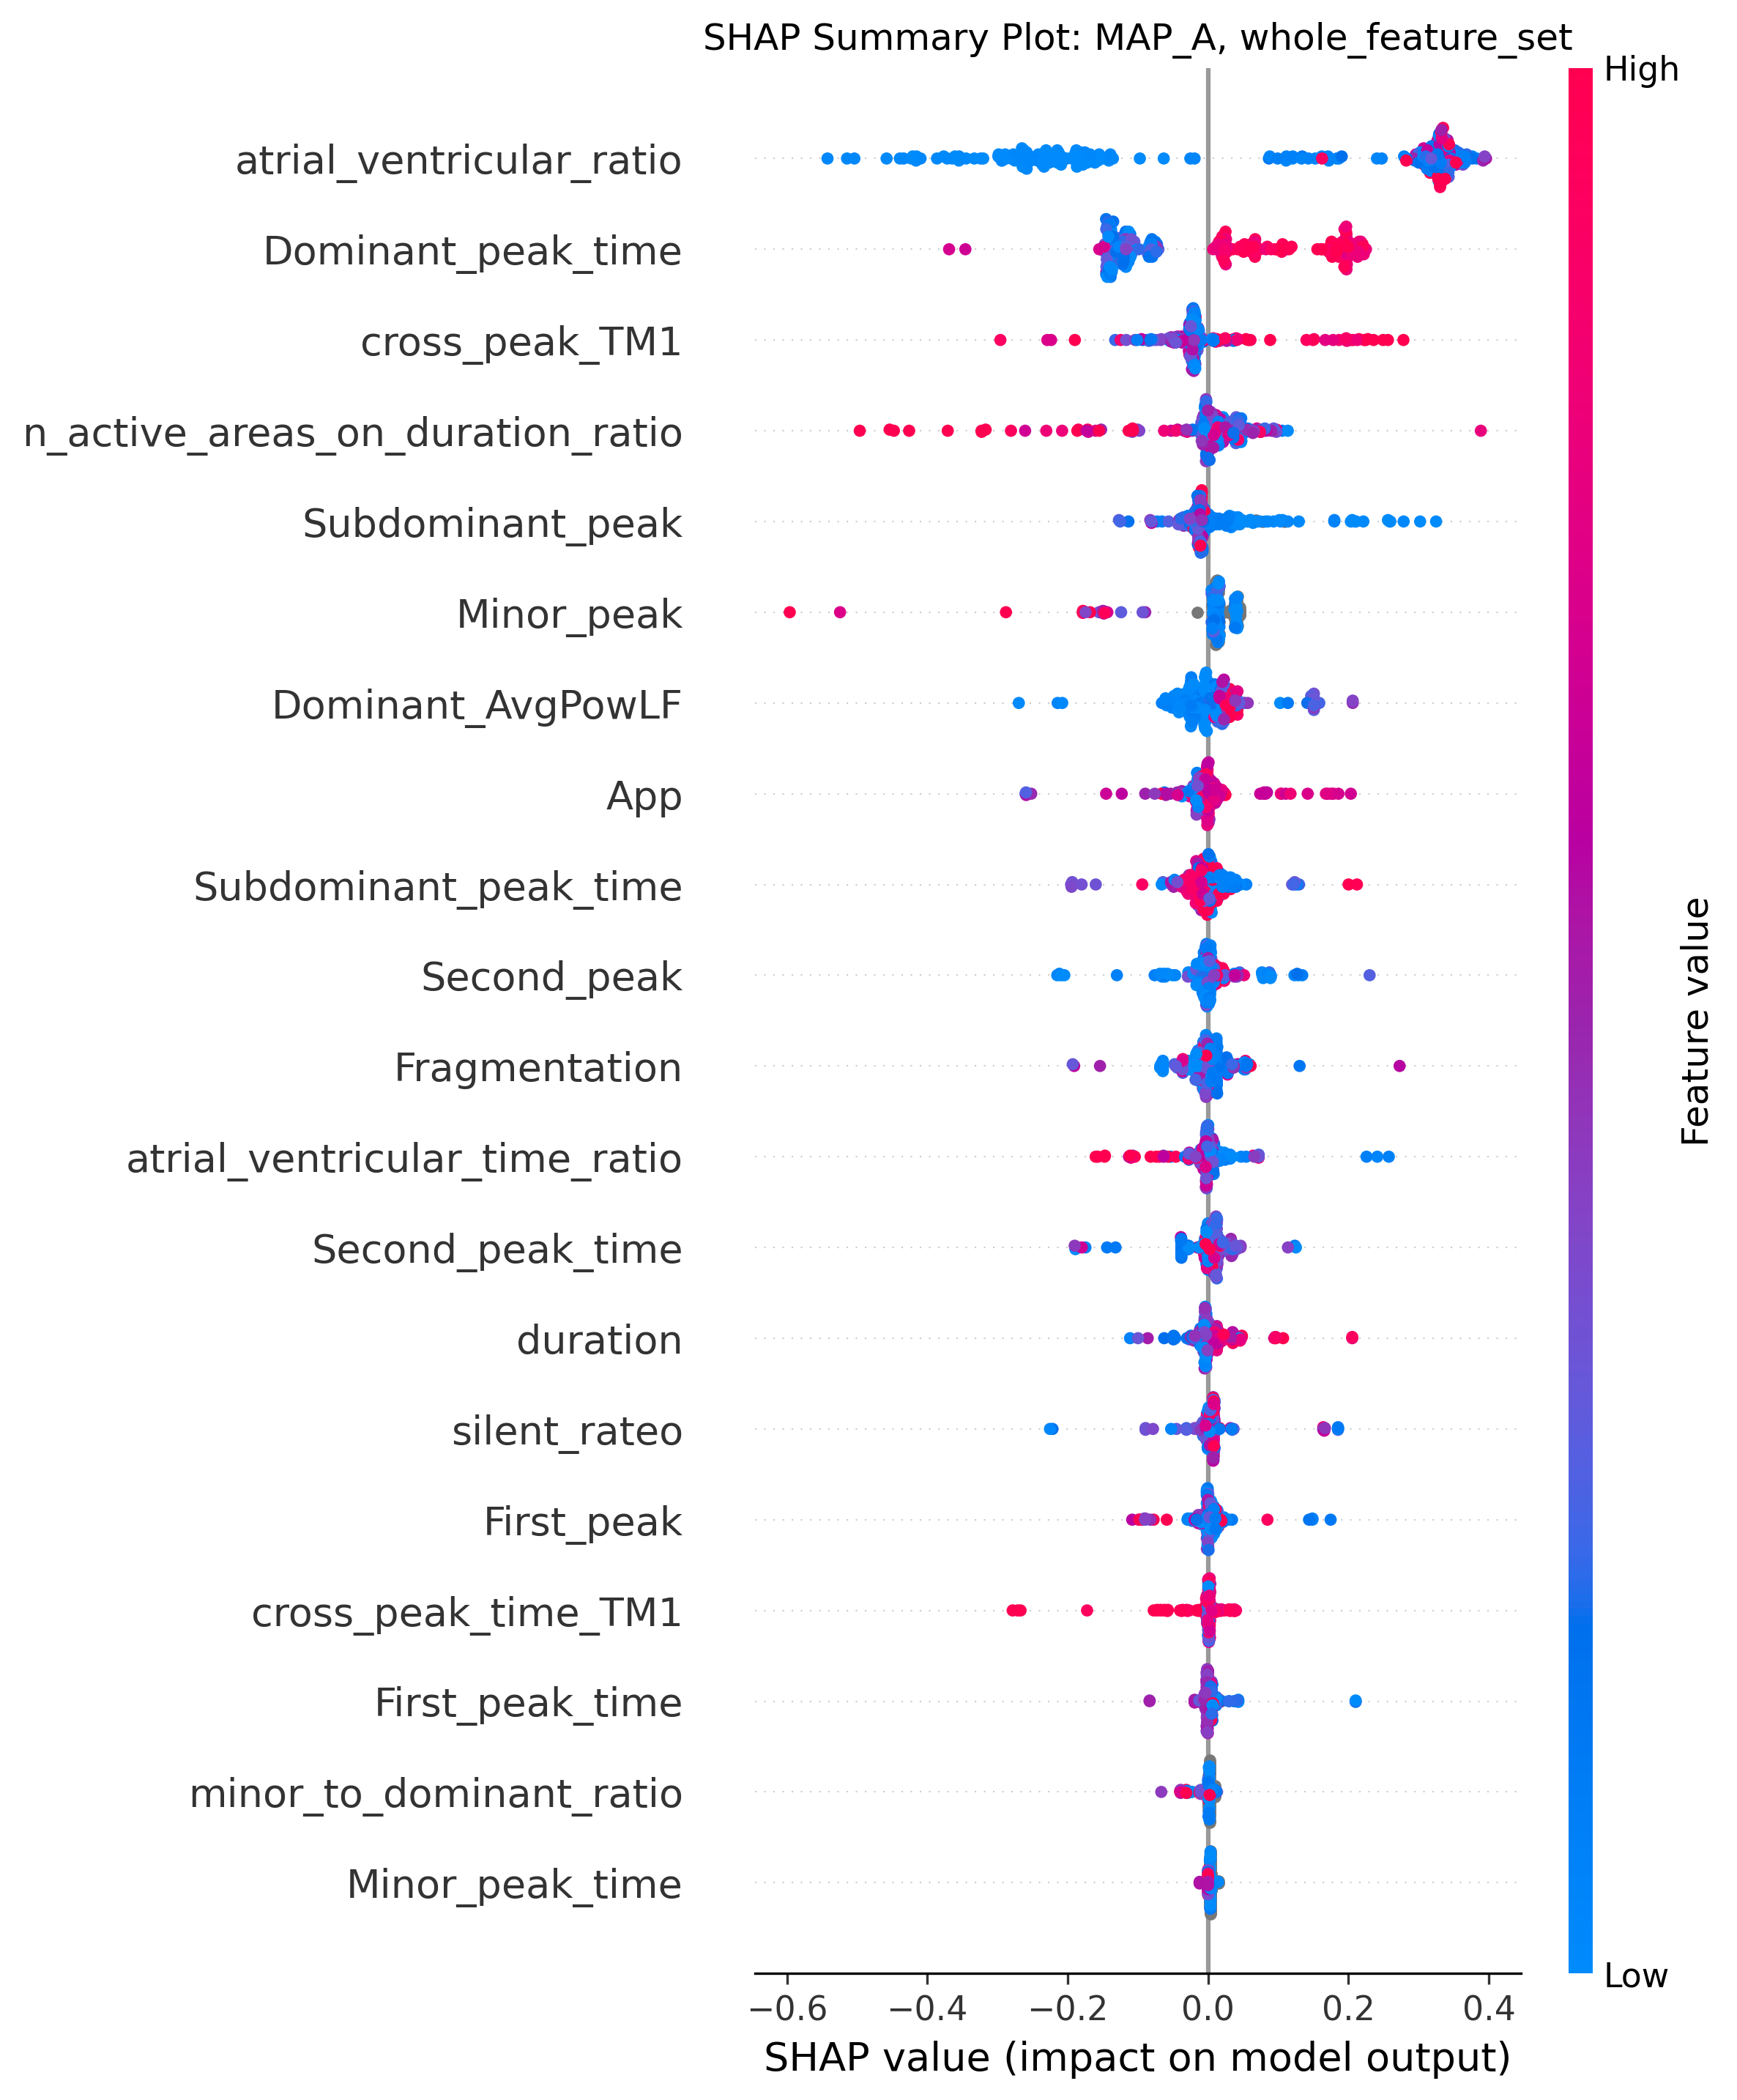 SHAP Summary Plot: MAP_A, whole_feature_set
High
atrial_ventricular_ratio
Dominant_peak_time
cross_peak_TM1
n_active_areas_on_duration_ratio
Subdominant_peak
Minor_peak
Dominant_AvgPowLF
App
Subdominant_peak_time
Second_peak
Fragmentation
atrial_ventricular_time_ratio
Second_peak_time
duration
silent_rateo
First_peak
cross_peak_time_TM1
First_peak_time
minor_to_dominant_ratio
Minor_peak_time
Feature value
Low
−0.6 −0.4 −0.2 0.0 0.2 0.4
SHAP value (impact on model output)